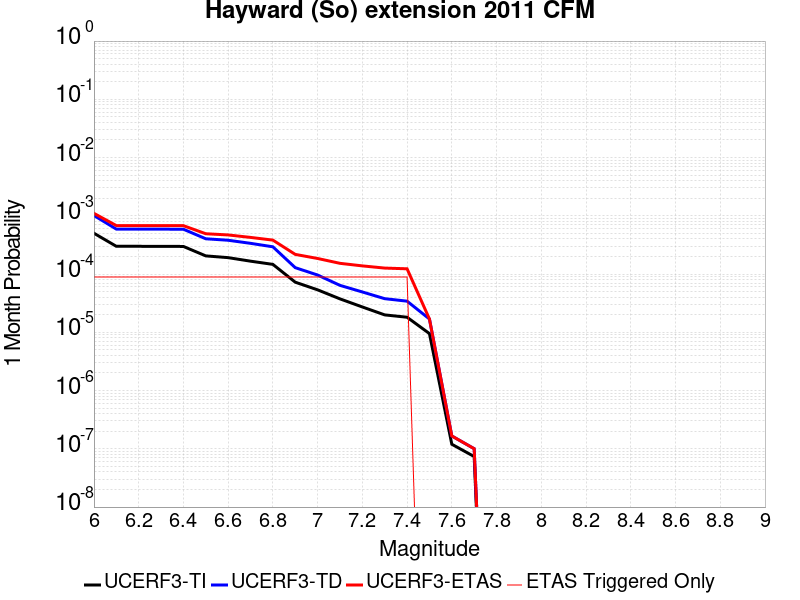 Hayward (So) extension 2011 CFM
10^0
10^-1
10^-2
10^-3
10^-4
10^-5
10^-6
10^-7
10^-8
1 Month Probability
6 6.2 6.4 6.6 6.8 7 7.2 7.4 7.6 7.8 8 8.2 8.4 8.6 8.8 9
Magnitude
UCERF3-TI UCERF3-TD UCERF3-ETAS ETAS Triggered Only